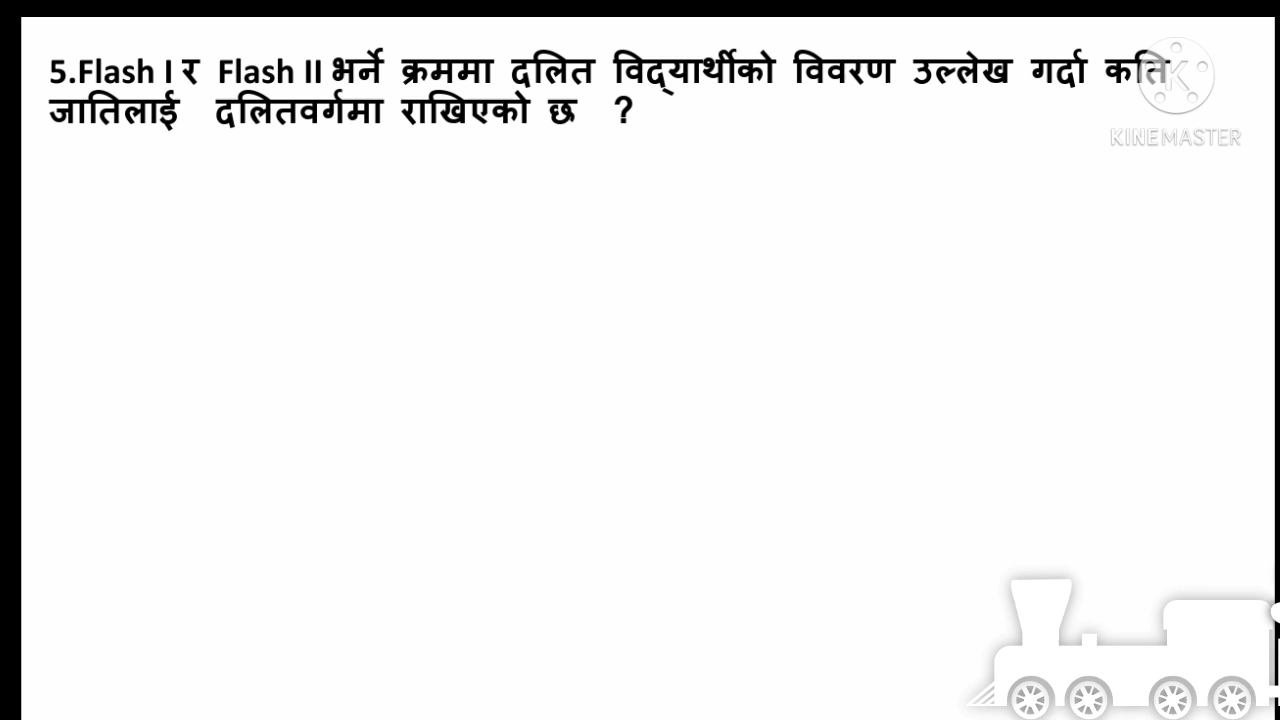 5.Flash I र Flash II भर्ने क्रममा दलित विद्यार्थीको विवरण उल्लेख गर्दा कति
जातिलाई दलितवर्गमा राखिएको छ ?
KINEMASTER